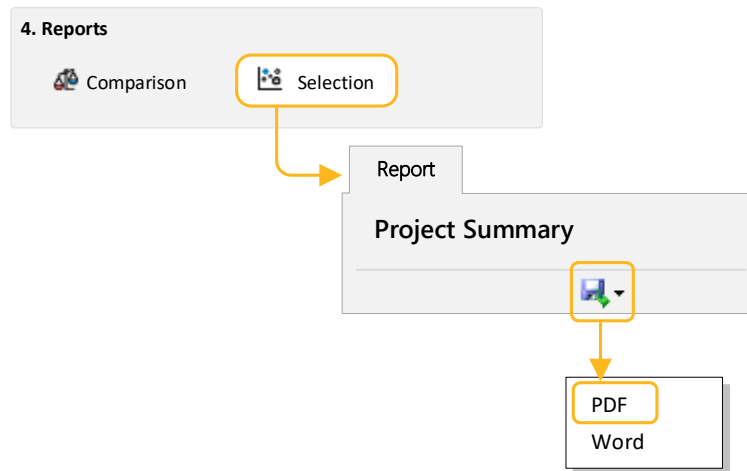 4. Reports
Comparison Selection
Report
Project Summary
PDF
Word